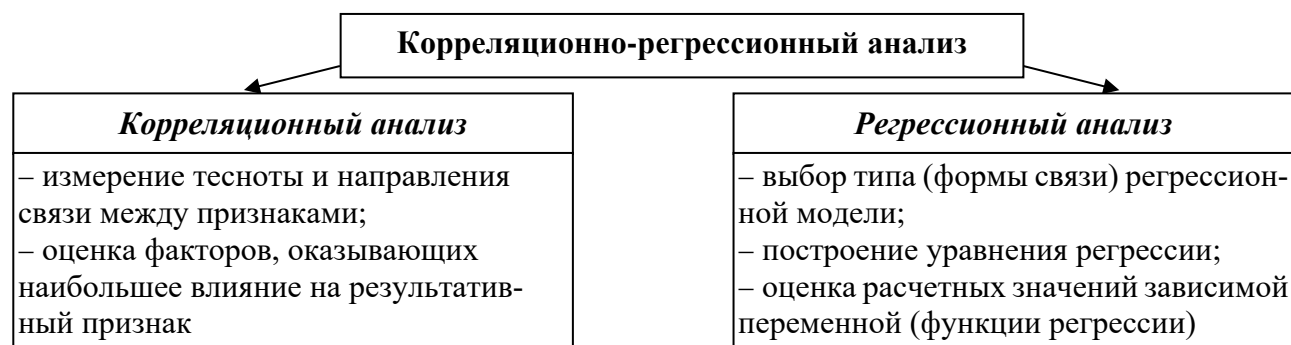 Корреляционно-регрессионный анализ
Корреляционный анализ
– измерение тесноты и направления
связи между признаками;
– оценка факторов, оказывающих
наибольшее влияние на результатив-
ный признак
Регрессионный анализ
– выбор типа (формы связи) регрессион-
ной модели;
– построение уравнения регрессии;
– оценка расчетных значений зависимой
переменной (функции регрессии)